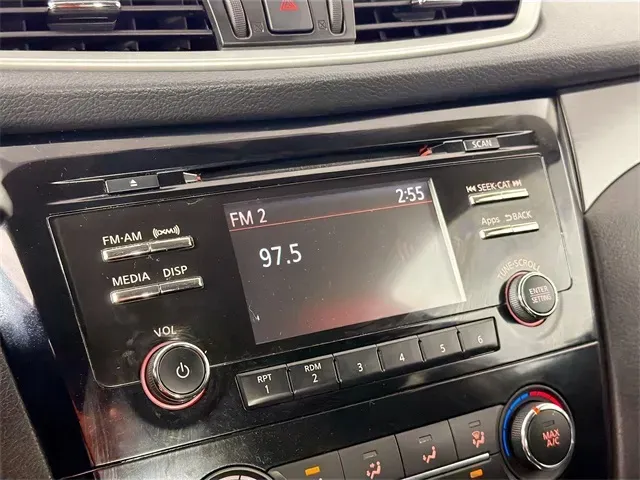 SCAN
FM 2 2:55
97.5
FM·AM ((XM))
MEDIA DISP
VOL
SEEK·CAT
Apps BACK
TUNE·SCROLL
ENTER
SETTING
RPT
1
RDM
2
3
4
5
6
MAX
A/C